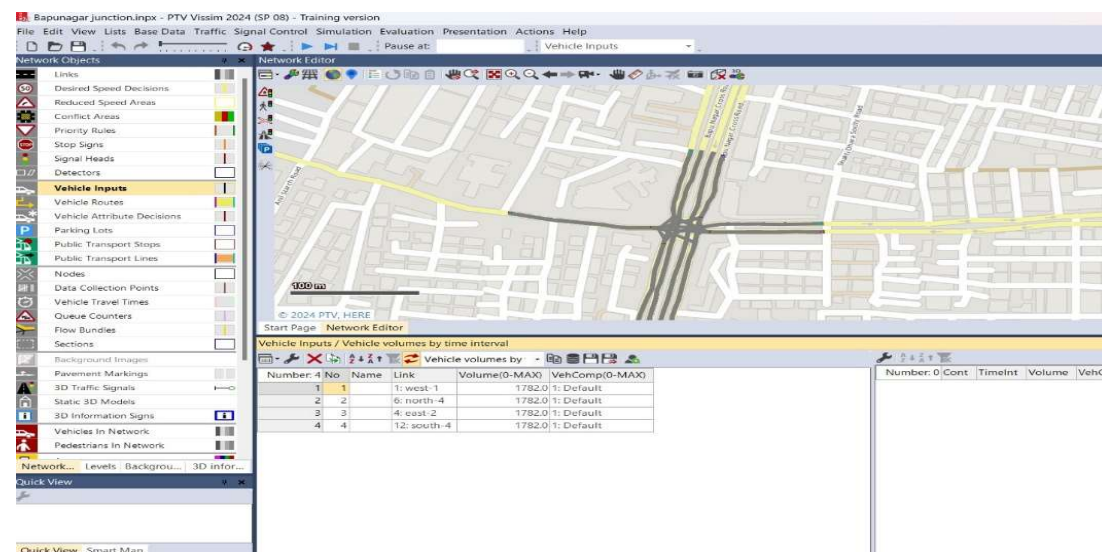 Bapunagar junction.inpx - PTV Vissim 2024 (SP 08) - Training version
File Edit View Lists Base Data Traffic Signal Control Simulation Evaluation Presentation Actions Help
Pause at: Vehicle Inputs
Network Objects
Links
Desired Speed Decisions
Reduced Speed Areas
Conflict Areas
Priority Rules
Stop Signs
Signal Heads
Detectors
Vehicle Inputs
Vehicle Routes
Vehicle Attribute Decisions
Parking Lots
Public Transport Stops
Public Transport Lines
Nodes
Data Collection Points
Vehicle Travel Times
Queue Counters
Flow Bundles
Sections
Background Images
Pavement Markings
3D Traffic Signals
Static 3D Models
3D Information Signs
Vehicles In Network
Pedestrians In Network
Network... Levels Backgrou... 3D infor...
Quick View
Quick View Smart Map
Network Editor
100 m
© 2024 PTV, HERE
Start Page Network Editor
Vehicle Inputs / Vehicle volumes by time interval
Vehicle volumes by
Number: 4 No Name Link Volume(0-MAX) VehComp(0-MAX)
1 1 1: west-1 1782.0 1: Default
2 2 6: north-4 1782.0 1: Default
3 3 4: east-2 1782.0 1: Default
4 4 12: south-4 1782.0 1: Default
Number: 0 Cont TimeInt Volume